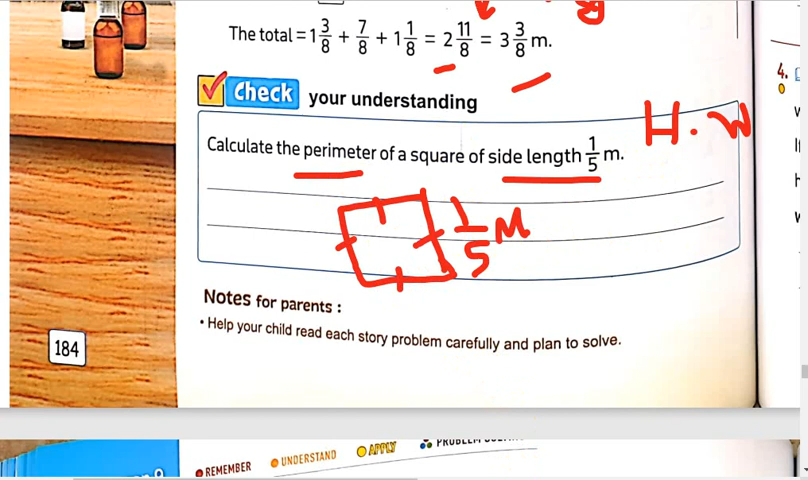 The total = 1 3/8 + 7/8 + 1 1/8 = 2 11/8 = 3 3/8 m.
4.
Check your understanding
H.W
Calculate the perimeter of a square of side length 1/5 m.
1/5 M
Notes for parents :
• Help your child read each story problem carefully and plan to solve.
184
REMEMBER UNDERSTAND APPLY